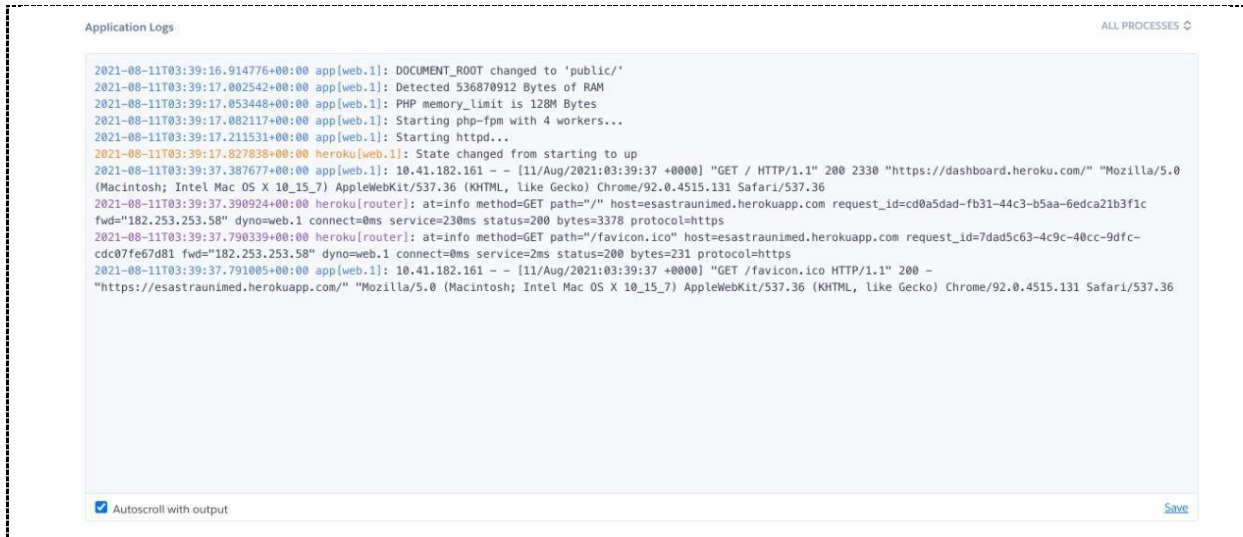 Application Logs
ALL PROCESSES
2021-08-11T03:39:16.914776+00:00 app[web.1]: DOCUMENT_ROOT changed to 'public/'
2021-08-11T03:39:17.002542+00:00 app[web.1]: Detected 536870912 Bytes of RAM
2021-08-11T03:39:17.053448+00:00 app[web.1]: PHP memory_limit is 128M Bytes
2021-08-11T03:39:17.082117+00:00 app[web.1]: Starting php-fpm with 4 workers...
2021-08-11T03:39:17.211531+00:00 app[web.1]: Starting httpd...
2021-08-11T03:39:17.827838+00:00 heroku[web.1]: State changed from starting to up
2021-08-11T03:39:37.387677+00:00 app[web.1]: 10.41.182.161 - - [11/Aug/2021:03:39:37 +0000] "GET / HTTP/1.1" 200 2330 "https://dashboard.heroku.com/" "Mozilla/5.0
(Macintosh; Intel Mac OS X 10_15_7) AppleWebKit/537.36 (KHTML, like Gecko) Chrome/92.0.4515.131 Safari/537.36
2021-08-11T03:39:37.390924+00:00 heroku[router]: at=info method=GET path="/" host=esastraunimed.herokuapp.com request_id=cd0a5dad-fb31-44c3-b5aa-6edca21b3f1c
fwd="182.253.253.58" dyno=web.1 connect=0ms service=230ms status=200 bytes=3378 protocol=https
2021-08-11T03:39:37.790339+00:00 heroku[router]: at=info method=GET path="/favicon.ico" host=esastraunimed.herokuapp.com request_id=7dad5c63-4c9c-40cc-9dfc-
cdc07fe67d81 fwd="182.253.253.58" dyno=web.1 connect=0ms service=2ms status=200 bytes=231 protocol=https
2021-08-11T03:39:37.791005+00:00 app[web.1]: 10.41.182.161 - - [11/Aug/2021:03:39:37 +0000] "GET /favicon.ico HTTP/1.1" 200 -
"https://esastraunimed.herokuapp.com/" "Mozilla/5.0 (Macintosh; Intel Mac OS X 10_15_7) AppleWebKit/537.36 (KHTML, like Gecko) Chrome/92.0.4515.131 Safari/537.36
Autoscroll with output
Save